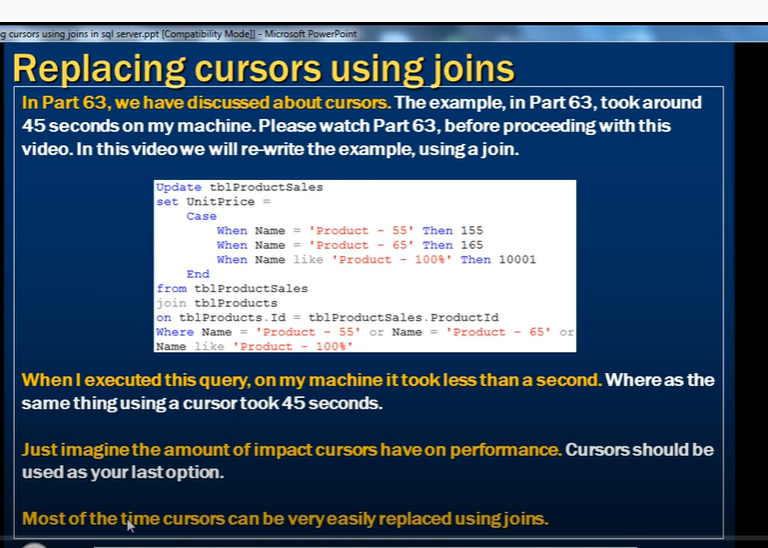 g cursors using joins in sql server.ppt [Compatibility Mode]] - Microsoft PowerPoint
Replacing cursors using joins
In Part 63, we have discussed about cursors. The example, in Part 63, took around
45 seconds on my machine. Please watch Part 63, before proceeding with this
video. In this video we will re-write the example, using a join.
Update tblProductSales
set UnitPrice =
Case
When Name = 'Product - 55' Then 155
When Name = 'Product - 65' Then 165
When Name like 'Product - 100%' Then 10001
End
from tblProductSales
join tblProducts
on tblProducts.Id = tblProductSales.ProductId
Where Name = 'Product - 55' or Name = 'Product - 65' or
Name like 'Product - 100%'
When I executed this query, on my machine it took less than a second. Where as the
same thing using a cursor took 45 seconds.
Just imagine the amount of impact cursors have on performance. Cursors should be
used as your last option.
Most of the time cursors can be very easily replaced using joins.